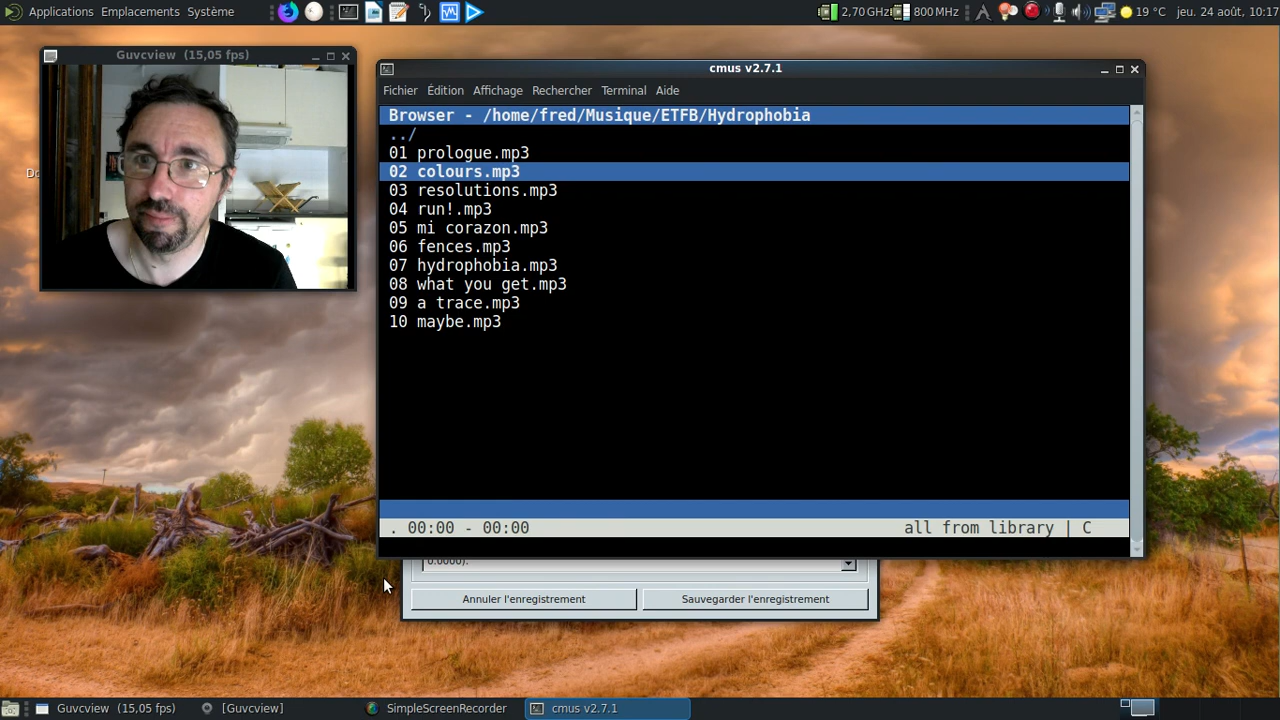 Applications Emplacements Système
2,70 GHz 800 MHz 19 °C jeu. 24 août, 10:17
Guvcview (15,05 fps)
cmus v2.7.1
Fichier Édition Affichage Rechercher Terminal Aide
Browser - /home/fred/Musique/ETFB/Hydrophobia
../
01 prologue.mp3
02 colours.mp3
03 resolutions.mp3
04 run!.mp3
05 mi corazon.mp3
06 fences.mp3
07 hydrophobia.mp3
08 what you get.mp3
09 a trace.mp3
10 maybe.mp3
. 00:00 - 00:00 all from library | C
Annuler l'enregistrement Sauvegarder l'enregistrement
Guvcview (15,05 fps) [Guvcview] SimpleScreenRecorder cmus v2.7.1